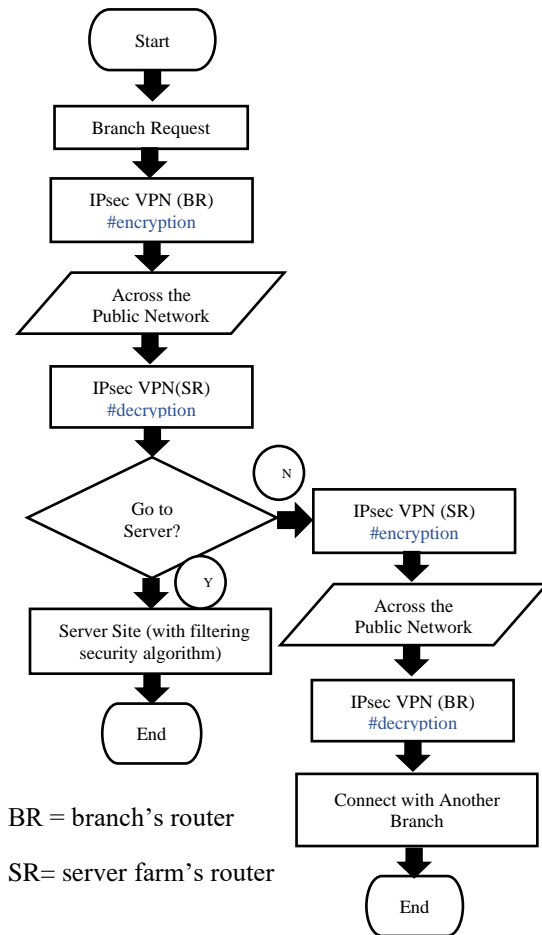 Start
Branch Request
IPsec VPN (BR)
#encryption
Across the
Public Network
IPsec VPN(SR)
#decryption
Go to
Server?
N
Y
Server Site (with filtering
security algorithm)
End
IPsec VPN (SR)
#encryption
Across the
Public Network
IPsec VPN (BR)
#decryption
Connect with Another
Branch
End
BR = branch's router
SR= server farm's router